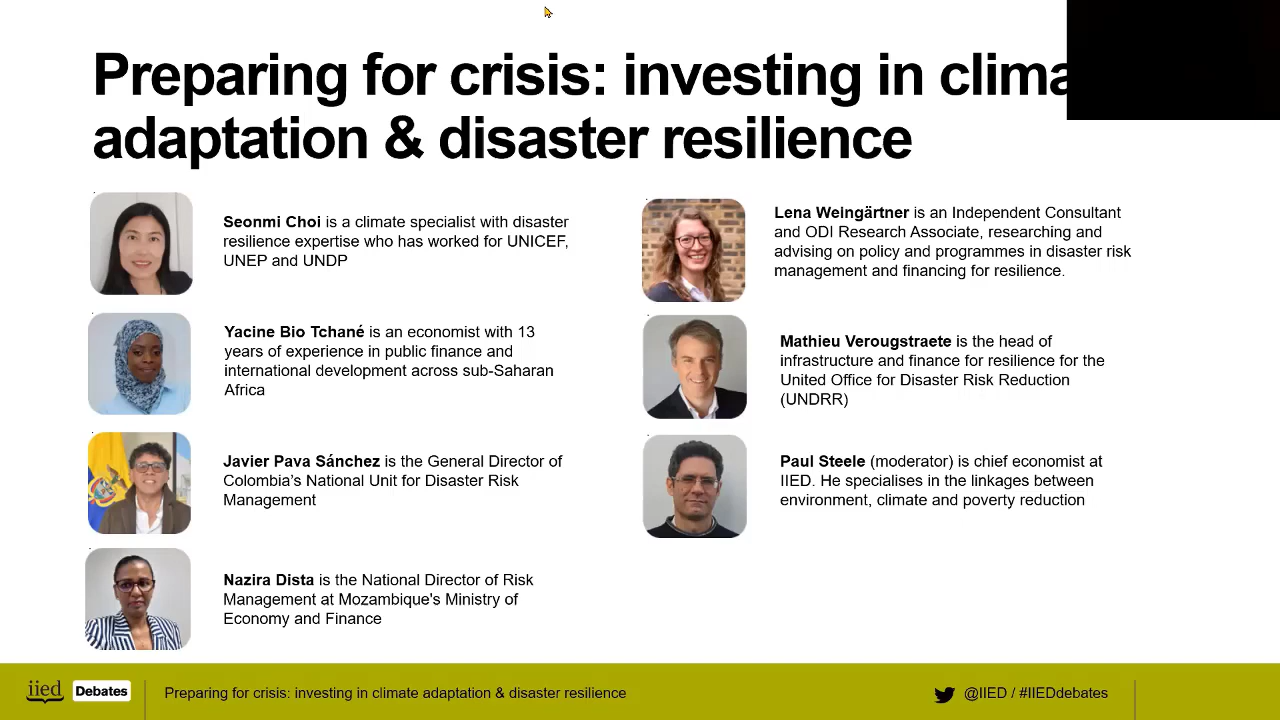 Preparing for crisis: investing in clima
adaptation & disaster resilience
Seonmi Choi is a climate specialist with disaster
resilience expertise who has worked for UNICEF,
UNEP and UNDP
Yacine Bio Tchané is an economist with 13
years of experience in public finance and
international development across sub-Saharan
Africa
Javier Pava Sánchez is the General Director of
Colombia’s National Unit for Disaster Risk
Management
Nazira Dista is the National Director of Risk
Management at Mozambique's Ministry of
Economy and Finance
Lena Weingärtner is an Independent Consultant
and ODI Research Associate, researching and
advising on policy and programmes in disaster risk
management and financing for resilience.
Mathieu Verougstraete is the head of
infrastructure and finance for resilience for the
United Office for Disaster Risk Reduction
(UNDRR)
Paul Steele (moderator) is chief economist at
IIED. He specialises in the linkages between
environment, climate and poverty reduction
iied Debates
Preparing for crisis: investing in climate adaptation & disaster resilience
@IIED / #IIEDdebates